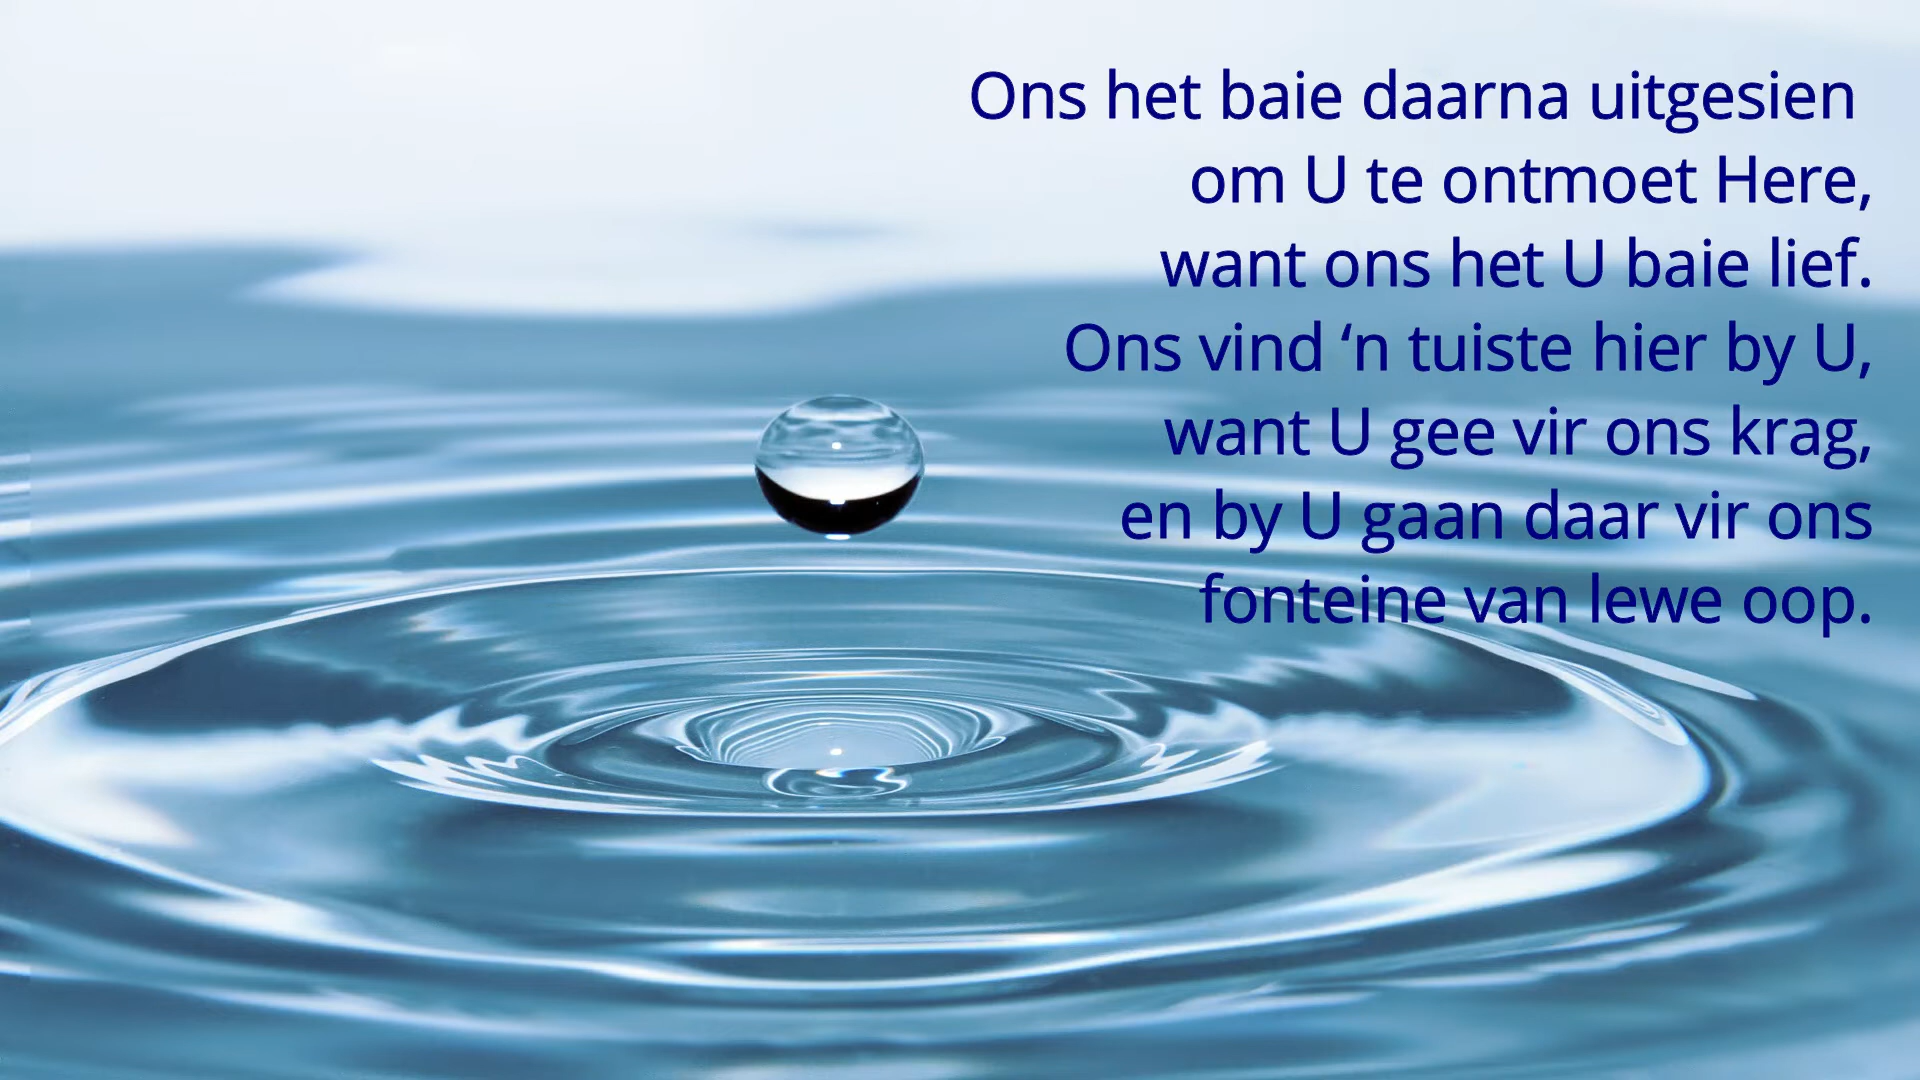 Ons het baie daarna uitgesien
om U te ontmoet Here,
want ons het U baie lief.
Ons vind ‘n tuiste hier by U,
want U gee vir ons krag,
en by U gaan daar vir ons
fonteine van lewe oop.